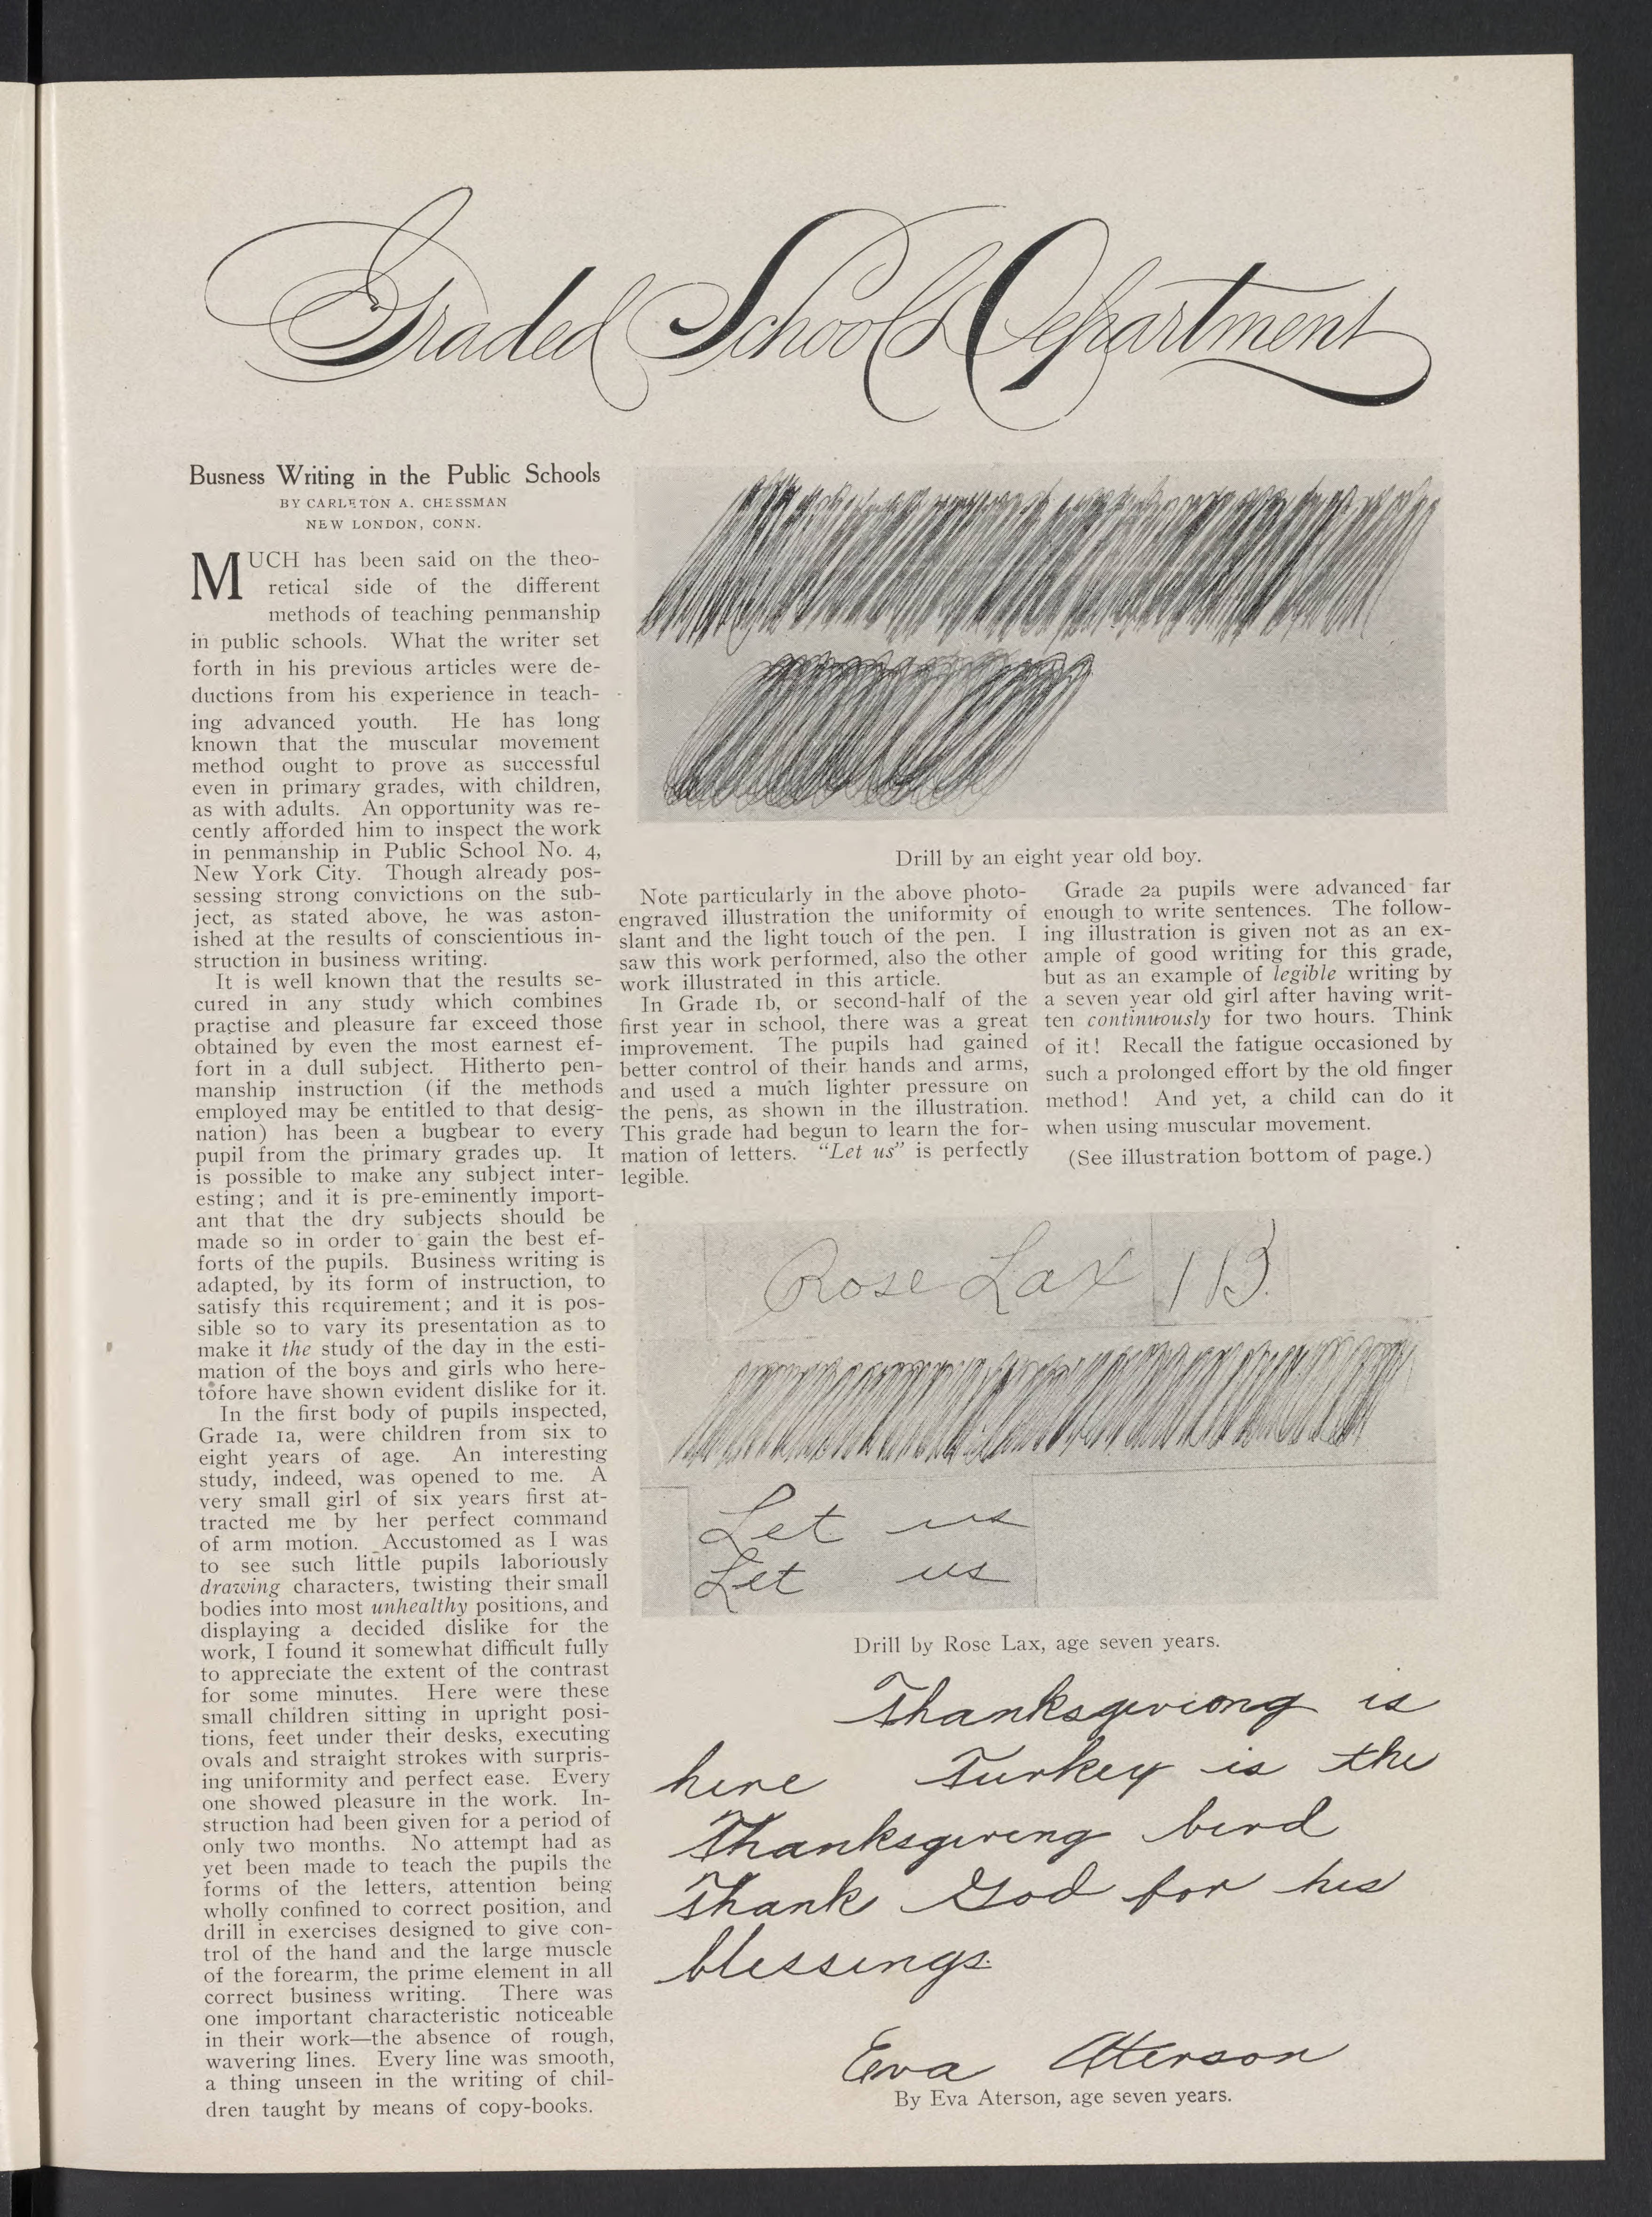 Graded School Department
Busness Writing in the Public Schools
BY CARLETON A. CHESSMAN
NEW LONDON, CONN.
MUCH has been said on the theo-
retical side of the different
methods of teaching penmanship
in public schools. What the writer set
forth in his previous articles were de-
ductions from his experience in teach-
ing advanced youth. He has long
known that the muscular movement
method ought to prove as successful
even in primary grades, with children,
as with adults. An opportunity was re-
cently afforded him to inspect the work
in penmanship in Public School No. 4,
New York City. Though already pos-
sessing strong convictions on the sub-
ject, as stated above, he was aston-
ished at the results of conscientious in-
struction in business writing.
It is well known that the results se-
cured in any study which combines
practise and pleasure far exceed those
obtained by even the most earnest ef-
fort in a dull subject. Hitherto pen-
manship instruction (if the methods
employed may be entitled to that desig-
nation) has been a bugbear to every
pupil from the primary grades up. It
is possible to make any subject inter-
esting; and it is pre-eminently import-
ant that the dry subjects should be
made so in order to gain the best ef-
forts of the pupils. Business writing is
adapted, by its form of instruction, to
satisfy this requirement; and it is pos-
sible so to vary its presentation as to
make it the study of the day in the esti-
mation of the boys and girls who here-
tofore have shown evident dislike for it.
In the first body of pupils inspected,
Grade 1a, were children from six to
eight years of age. An interesting
study, indeed, was opened to me. A
very small girl of six years first at-
tracted me by her perfect command
of arm motion. Accustomed as I was
to see such little pupils laboriously
drawing characters, twisting their small
bodies into most unhealthy positions, and
displaying a decided dislike for the
work, I found it somewhat difficult fully
to appreciate the extent of the contrast
for some minutes. Here were these
small children sitting in upright posi-
tions, feet under their desks, executing
ovals and straight strokes with surpris-
ing uniformity and perfect ease. Every
one showed pleasure in the work. In-
struction had been given for a period of
only two months. No attempt had as
yet been made to teach the pupils the
forms of the letters, attention being
wholly confined to correct position, and
drill in exercises designed to give con-
trol of the hand and the large muscle
of the forearm, the prime element in all
correct business writing. There was
one important characteristic noticeable
in their work—the absence of rough,
wavering lines. Every line was smooth,
a thing unseen in the writing of chil-
dren taught by means of copy-books.
Drill by an eight year old boy.
Note particularly in the above photo-
engraved illustration the uniformity of
slant and the light touch of the pen. I
saw this work performed, also the other
work illustrated in this article.
In Grade 1b, or second-half of the
first year in school, there was a great
improvement. The pupils had gained
better control of their hands and arms,
and used a much lighter pressure on
the pens, as shown in the illustration.
This grade had begun to learn the for-
mation of letters. "Let us" is perfectly
legible.
Grade 2a pupils were advanced far
enough to write sentences. The follow-
ing illustration is given not as an ex-
ample of good writing for this grade,
but as an example of legible writing by
a seven year old girl after having writ-
ten continuously for two hours. Think
of it! Recall the fatigue occasioned by
such a prolonged effort by the old finger
method! And yet, a child can do it
when using muscular movement.
(See illustration bottom of page.)
Rose Lax 1B.
Let us
Let us
Drill by Rose Lax, age seven years.
Thanksgiviong is
here Turkey is the
Thanksgiving bird
Thank God for his
blessings.
Eva Aterson
By Eva Aterson, age seven years.